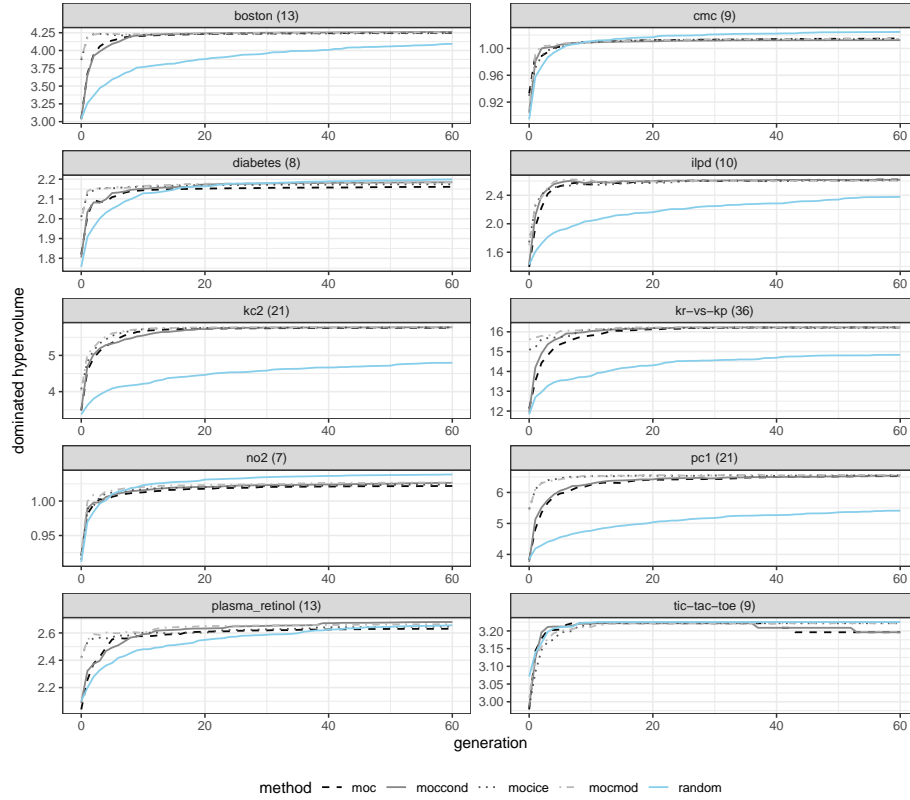 boston (13)
4.25
4.00
3.75
3.50
3.25
3.00
0 20 40 60
cmc (9)
1.00
0.96
0.92
0 20 40 60
diabetes (8)
2.2
2.1
2.0
1.9
1.8
0 20 40 60
ilpd (10)
2.4
2.0
1.6
0 20 40 60
kc2 (21)
5
4
0 20 40 60
kr−vs−kp (36)
16
15
14
13
12
0 20 40 60
no2 (7)
1.00
0.95
0 20 40 60
pc1 (21)
6
5
4
0 20 40 60
plasma_retinol (13)
2.6
2.4
2.2
0 20 40 60
tic−tac−toe (9)
3.20
3.15
3.10
3.05
3.00
0 20 40 60
dominated hypervolume
generation
method moc moccond mocice mocmod random